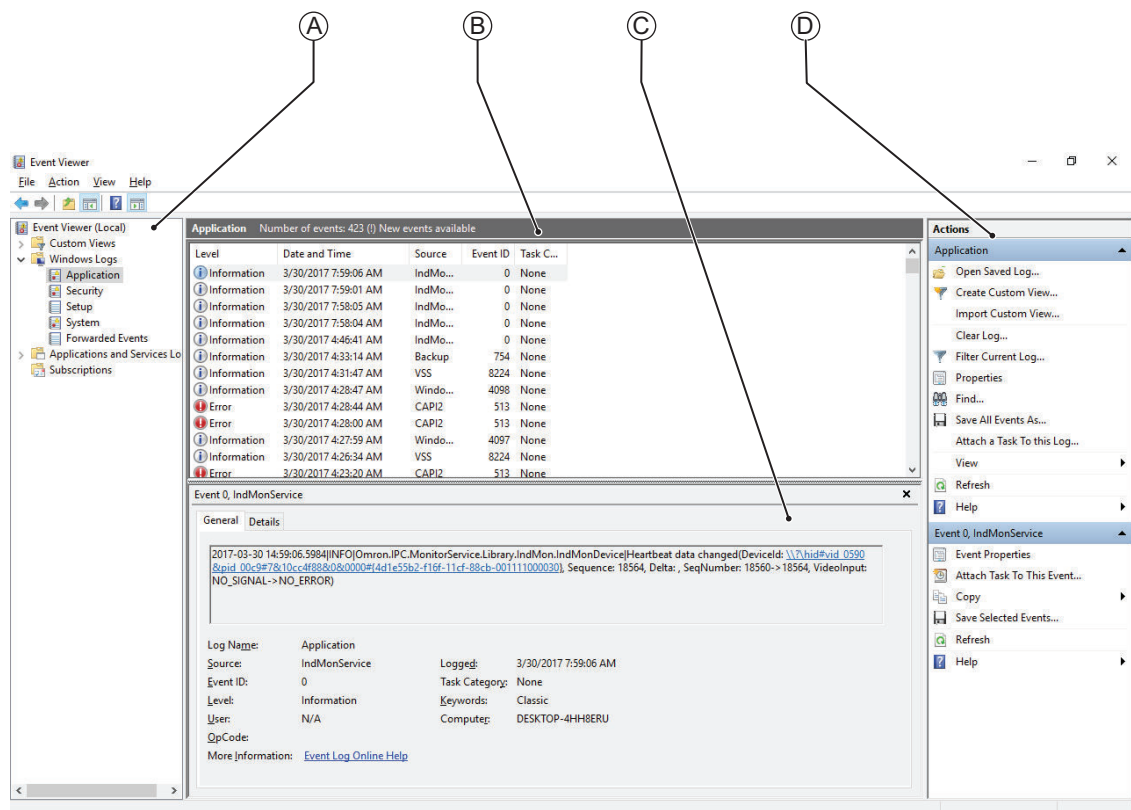 A B C D
Event Viewer
File Action View Help
Event Viewer (Local)
Custom Views
Windows Logs
Application
Security
Setup
System
Forwarded Events
Applications and Services Lo
Subscriptions
Application Number of events: 423 (!) New events available
Level Date and Time Source Event ID Task C...
Information 3/30/2017 7:59:06 AM IndMo... 0 None
Information 3/30/2017 7:59:01 AM IndMo... 0 None
Information 3/30/2017 7:58:05 AM IndMo... 0 None
Information 3/30/2017 7:58:04 AM IndMo... 0 None
Information 3/30/2017 4:46:41 AM IndMo... 0 None
Information 3/30/2017 4:33:14 AM Backup 754 None
Information 3/30/2017 4:31:47 AM VSS 8224 None
Information 3/30/2017 4:28:47 AM Windo... 4098 None
Error 3/30/2017 4:28:44 AM CAPI2 513 None
Error 3/30/2017 4:28:00 AM CAPI2 513 None
Information 3/30/2017 4:27:59 AM Windo... 4097 None
Information 3/30/2017 4:26:34 AM VSS 8224 None
Error 3/30/2017 4:23:20 AM CAPI2 513 None
Event 0, IndMonService
General Details
2017-03-30 14:59:06.5984|INFO|Omron.IPC.MonitorService.Library.IndMon.IndMonDevice|Heartbeat data changed(DeviceId: \\?\hid#vid_0590
&pid_00c9#7&10cc4f88&0&0000#{4d1e55b2-f16f-11cf-88cb-001111000030}, Sequence: 18564, Delta: , SeqNumber: 18560->18564, VideoInput:
NO_SIGNAL->NO_ERROR)
Log Name: Application
Source: IndMonService Logged: 3/30/2017 7:59:06 AM
Event ID: 0 Task Category: None
Level: Information Keywords: Classic
User: N/A Computer: DESKTOP-4HH8ERU
OpCode:
More Information: Event Log Online Help
Actions
Application
Open Saved Log...
Create Custom View...
Import Custom View...
Clear Log...
Filter Current Log...
Properties
Find...
Save All Events As...
Attach a Task To this Log...
View
Refresh
Help
Event 0, IndMonService
Event Properties
Attach Task To This Event...
Copy
Save Selected Events...
Refresh
Help